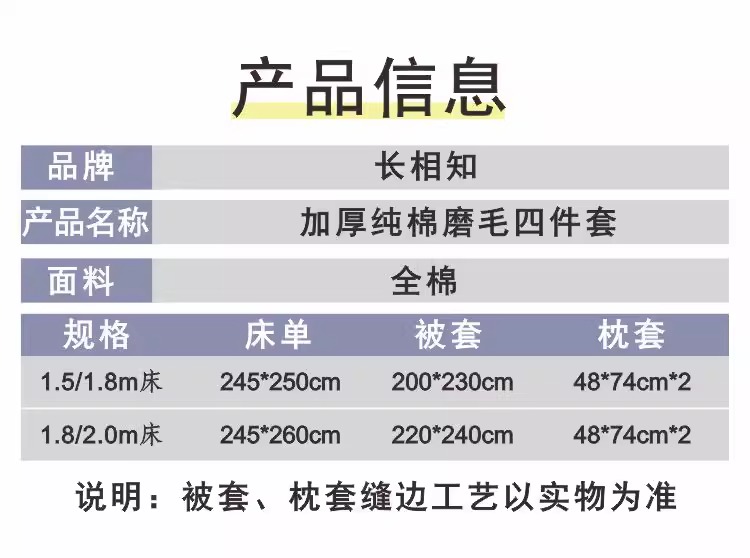 产品信息
品牌 长相知
产品名称 加厚纯棉磨毛四件套
面料 全棉
规格 床单 被套 枕套
1.5/1.8m床 245*250cm 200*230cm 48*74cm*2
1.8/2.0m床 245*260cm 220*240cm 48*74cm*2
说明：被套、枕套缝边工艺以实物为准